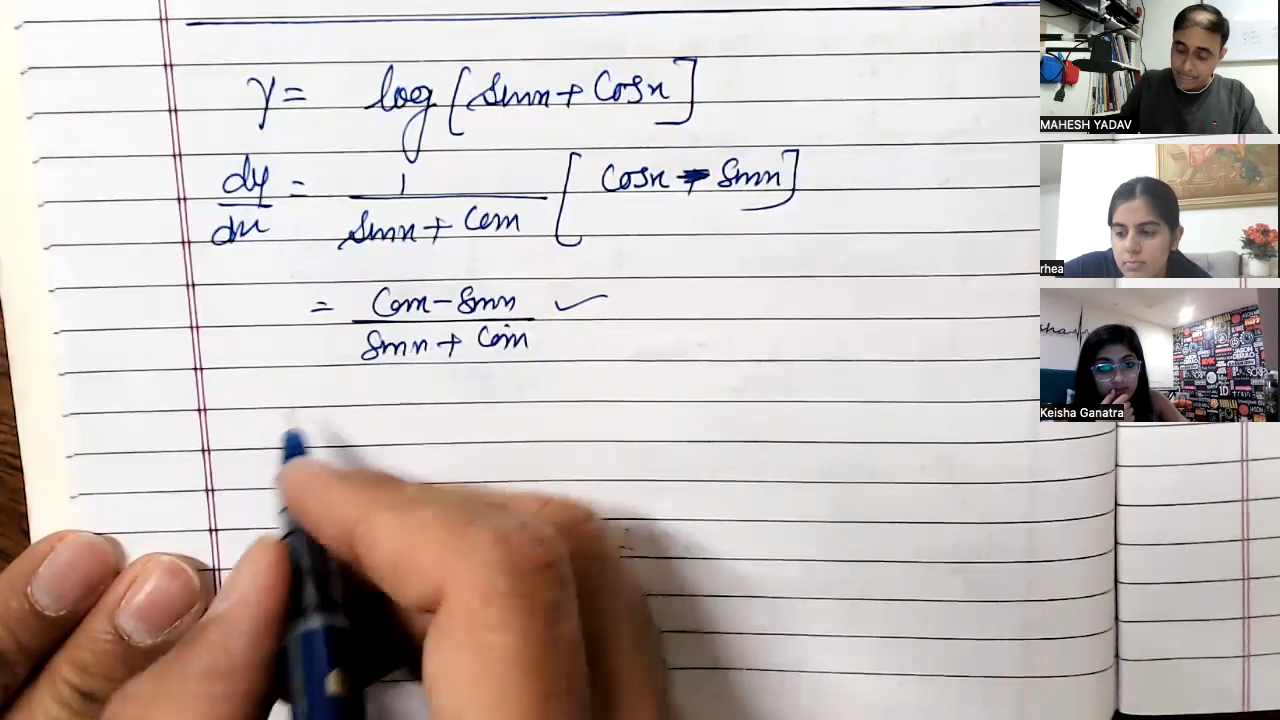 y = log [sinx + cosx]
dy/dx = 1/(sinx + cosx) [cosx - sinx]
= (cosx - sinx)/(sinx + cosx) ✓
MAHESH YADAV
rhea
Keisha Ganatra